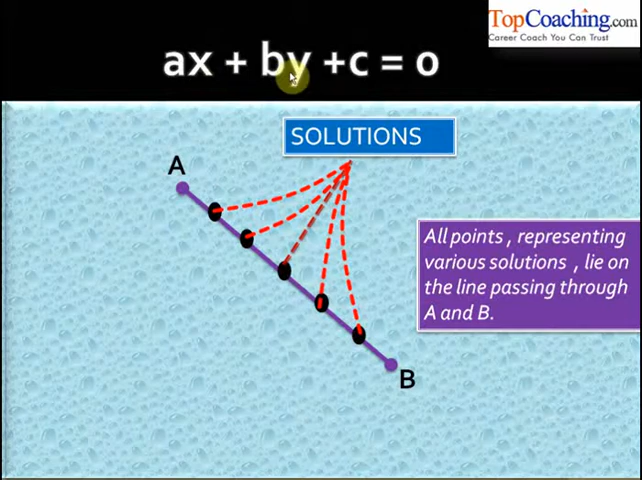 TopCoaching.com
Career Coach You Can Trust
ax + by +c = 0
SOLUTIONS
A
All points , representing
various solutions , lie on
the line passing through
A and B.
B